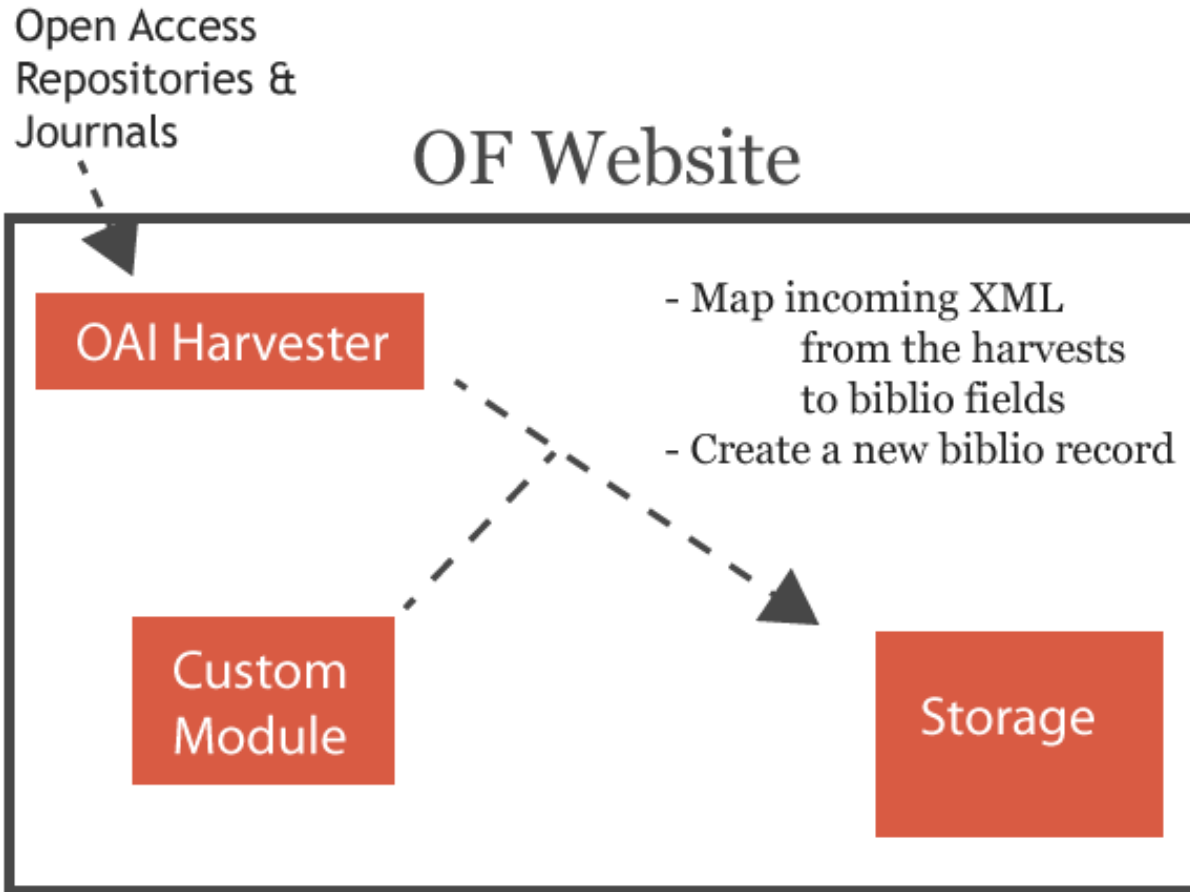 Open Access
Repositories &
Journals
OF Website
OAI Harvester
- Map incoming XML
from the harvests
to biblio fields
- Create a new biblio record
Custom
Module
Storage